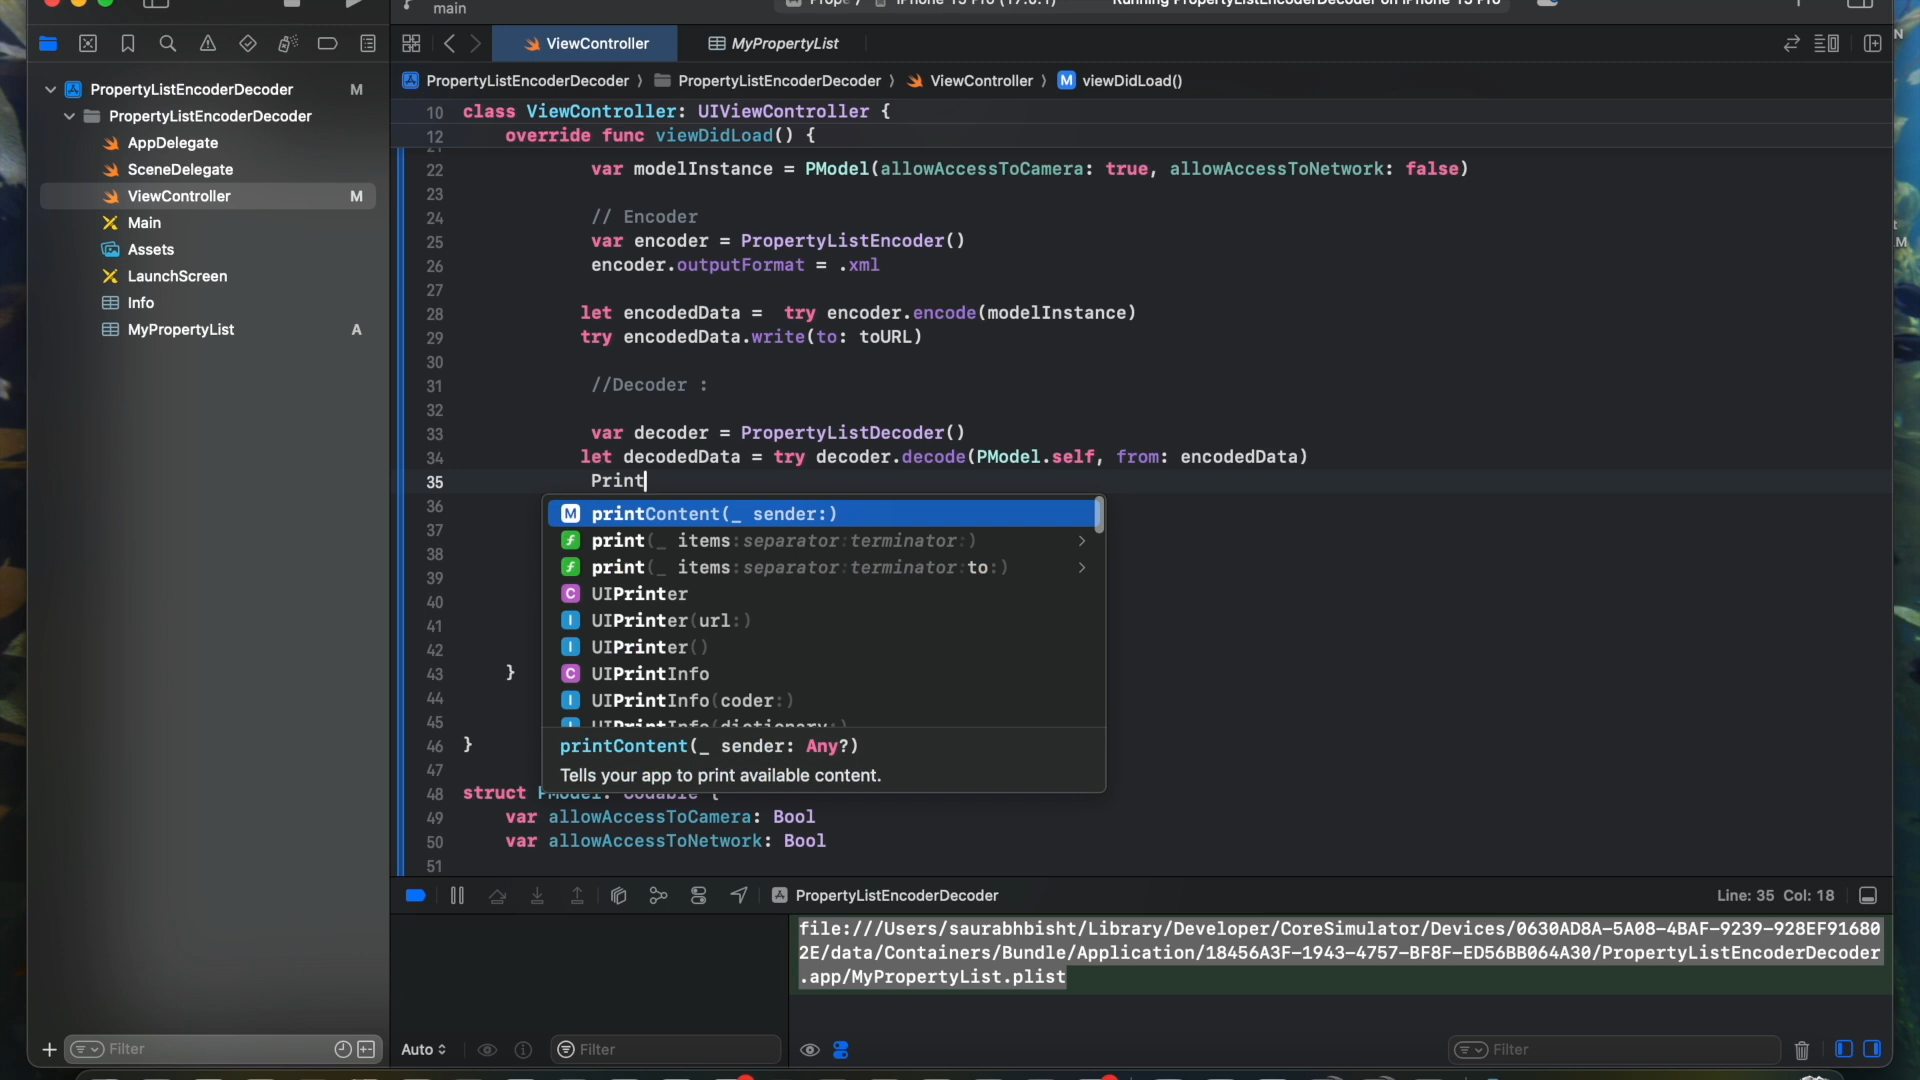 main
ViewController
MyPropertyList
PropertyListEncoderDecoder
M
PropertyListEncoderDecoder
AppDelegate
SceneDelegate
ViewController
M
Main
Assets
LaunchScreen
Info
MyPropertyList
A
PropertyListEncoderDecoder 〉 PropertyListEncoderDecoder 〉 ViewController 〉 M viewDidLoad()
10 class ViewController: UIViewController {
12 override func viewDidLoad() {
22 var modelInstance = PModel(allowAccessToCamera: true, allowAccessToNetwork: false)
23
24 // Encoder
25 var encoder = PropertyListEncoder()
26 encoder.outputFormat = .xml
27
28 let encodedData =  try encoder.encode(modelInstance)
29 try encodedData.write(to: toURL)
30
31 //Decoder :
32
33 var decoder = PropertyListDecoder()
34 let decodedData = try decoder.decode(PModel.self, from: encodedData)
35 Print
36
37
38
39
40
41
42
43 }
44
45
46 }
47
48 struct PModel: Codable {
49 var allowAccessToCamera: Bool
50 var allowAccessToNetwork: Bool
51
M printContent(_ sender:)
f print(_ items:separator:terminator:)
f print(_ items:separator:terminator:to:)
C UIPrinter
I UIPrinter(url:)
I UIPrinter()
C UIPrintInfo
I UIPrintInfo(coder:)
I UIPrintInfo(dictionary:)
printContent(_ sender: Any?)
Tells your app to print available content.
PropertyListEncoderDecoder
Line: 35 Col: 18
file:///Users/saurabhbisht/Library/Developer/CoreSimulator/Devices/0630AD8A-5A08-4BAF-9239-928EF91680
2E/data/Containers/Bundle/Application/18456A3F-1943-4757-BF8F-ED56BB064A30/PropertyListEncoderDecoder
.app/MyPropertyList.plist
Filter
Auto
Filter
Filter